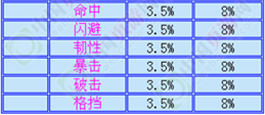 命中 3.5% 8%
闪避 3.5% 8%
韧性 3.5% 8%
暴击 3.5% 8%
破击 3.5% 8%
格挡 3.5% 8%